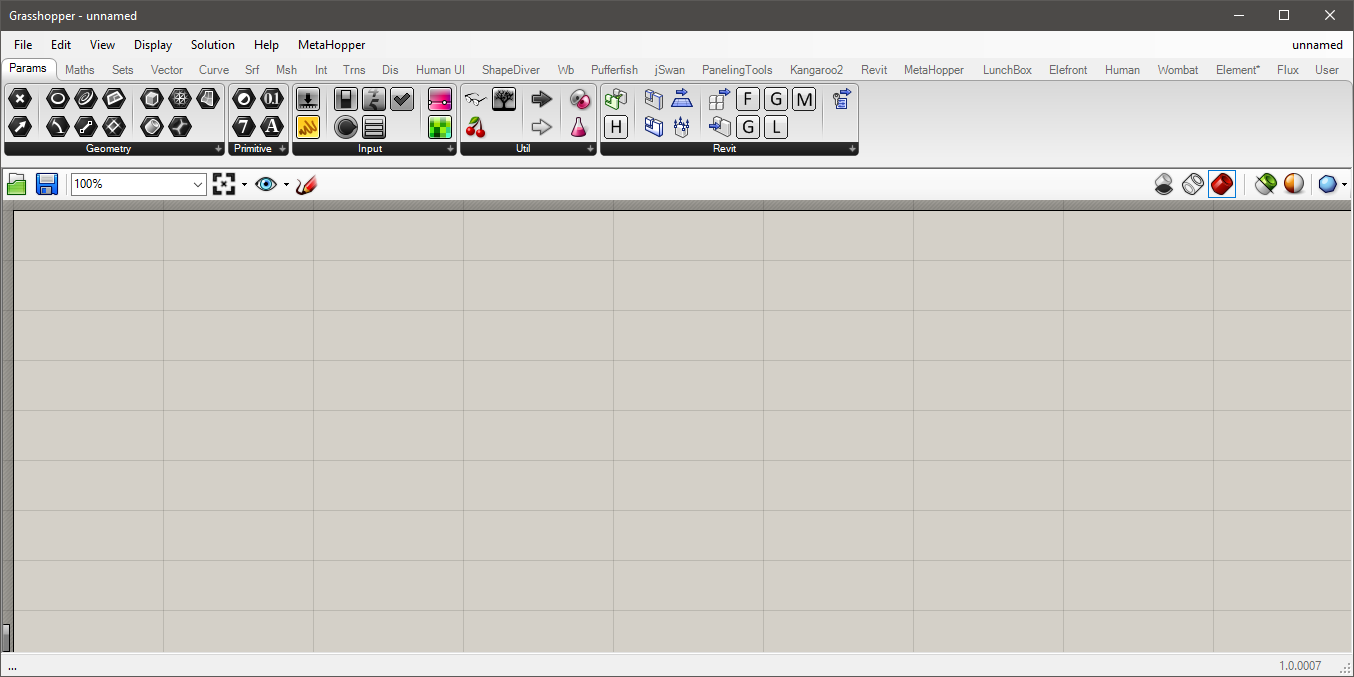 Grasshopper - unnamed
File Edit View Display Solution Help MetaHopper unnamed
Params Maths Sets Vector Curve Srf Msh Int Trns Dis Human UI ShapeDiver Wb Pufferfish jSwan PanelingTools Kangaroo2 Revit MetaHopper LunchBox Elefront Human Wombat Element* Flux User
0.1 F G M
7 A H G L
Geometry Primitive Input Util Revit
100%
... 1.0.0007